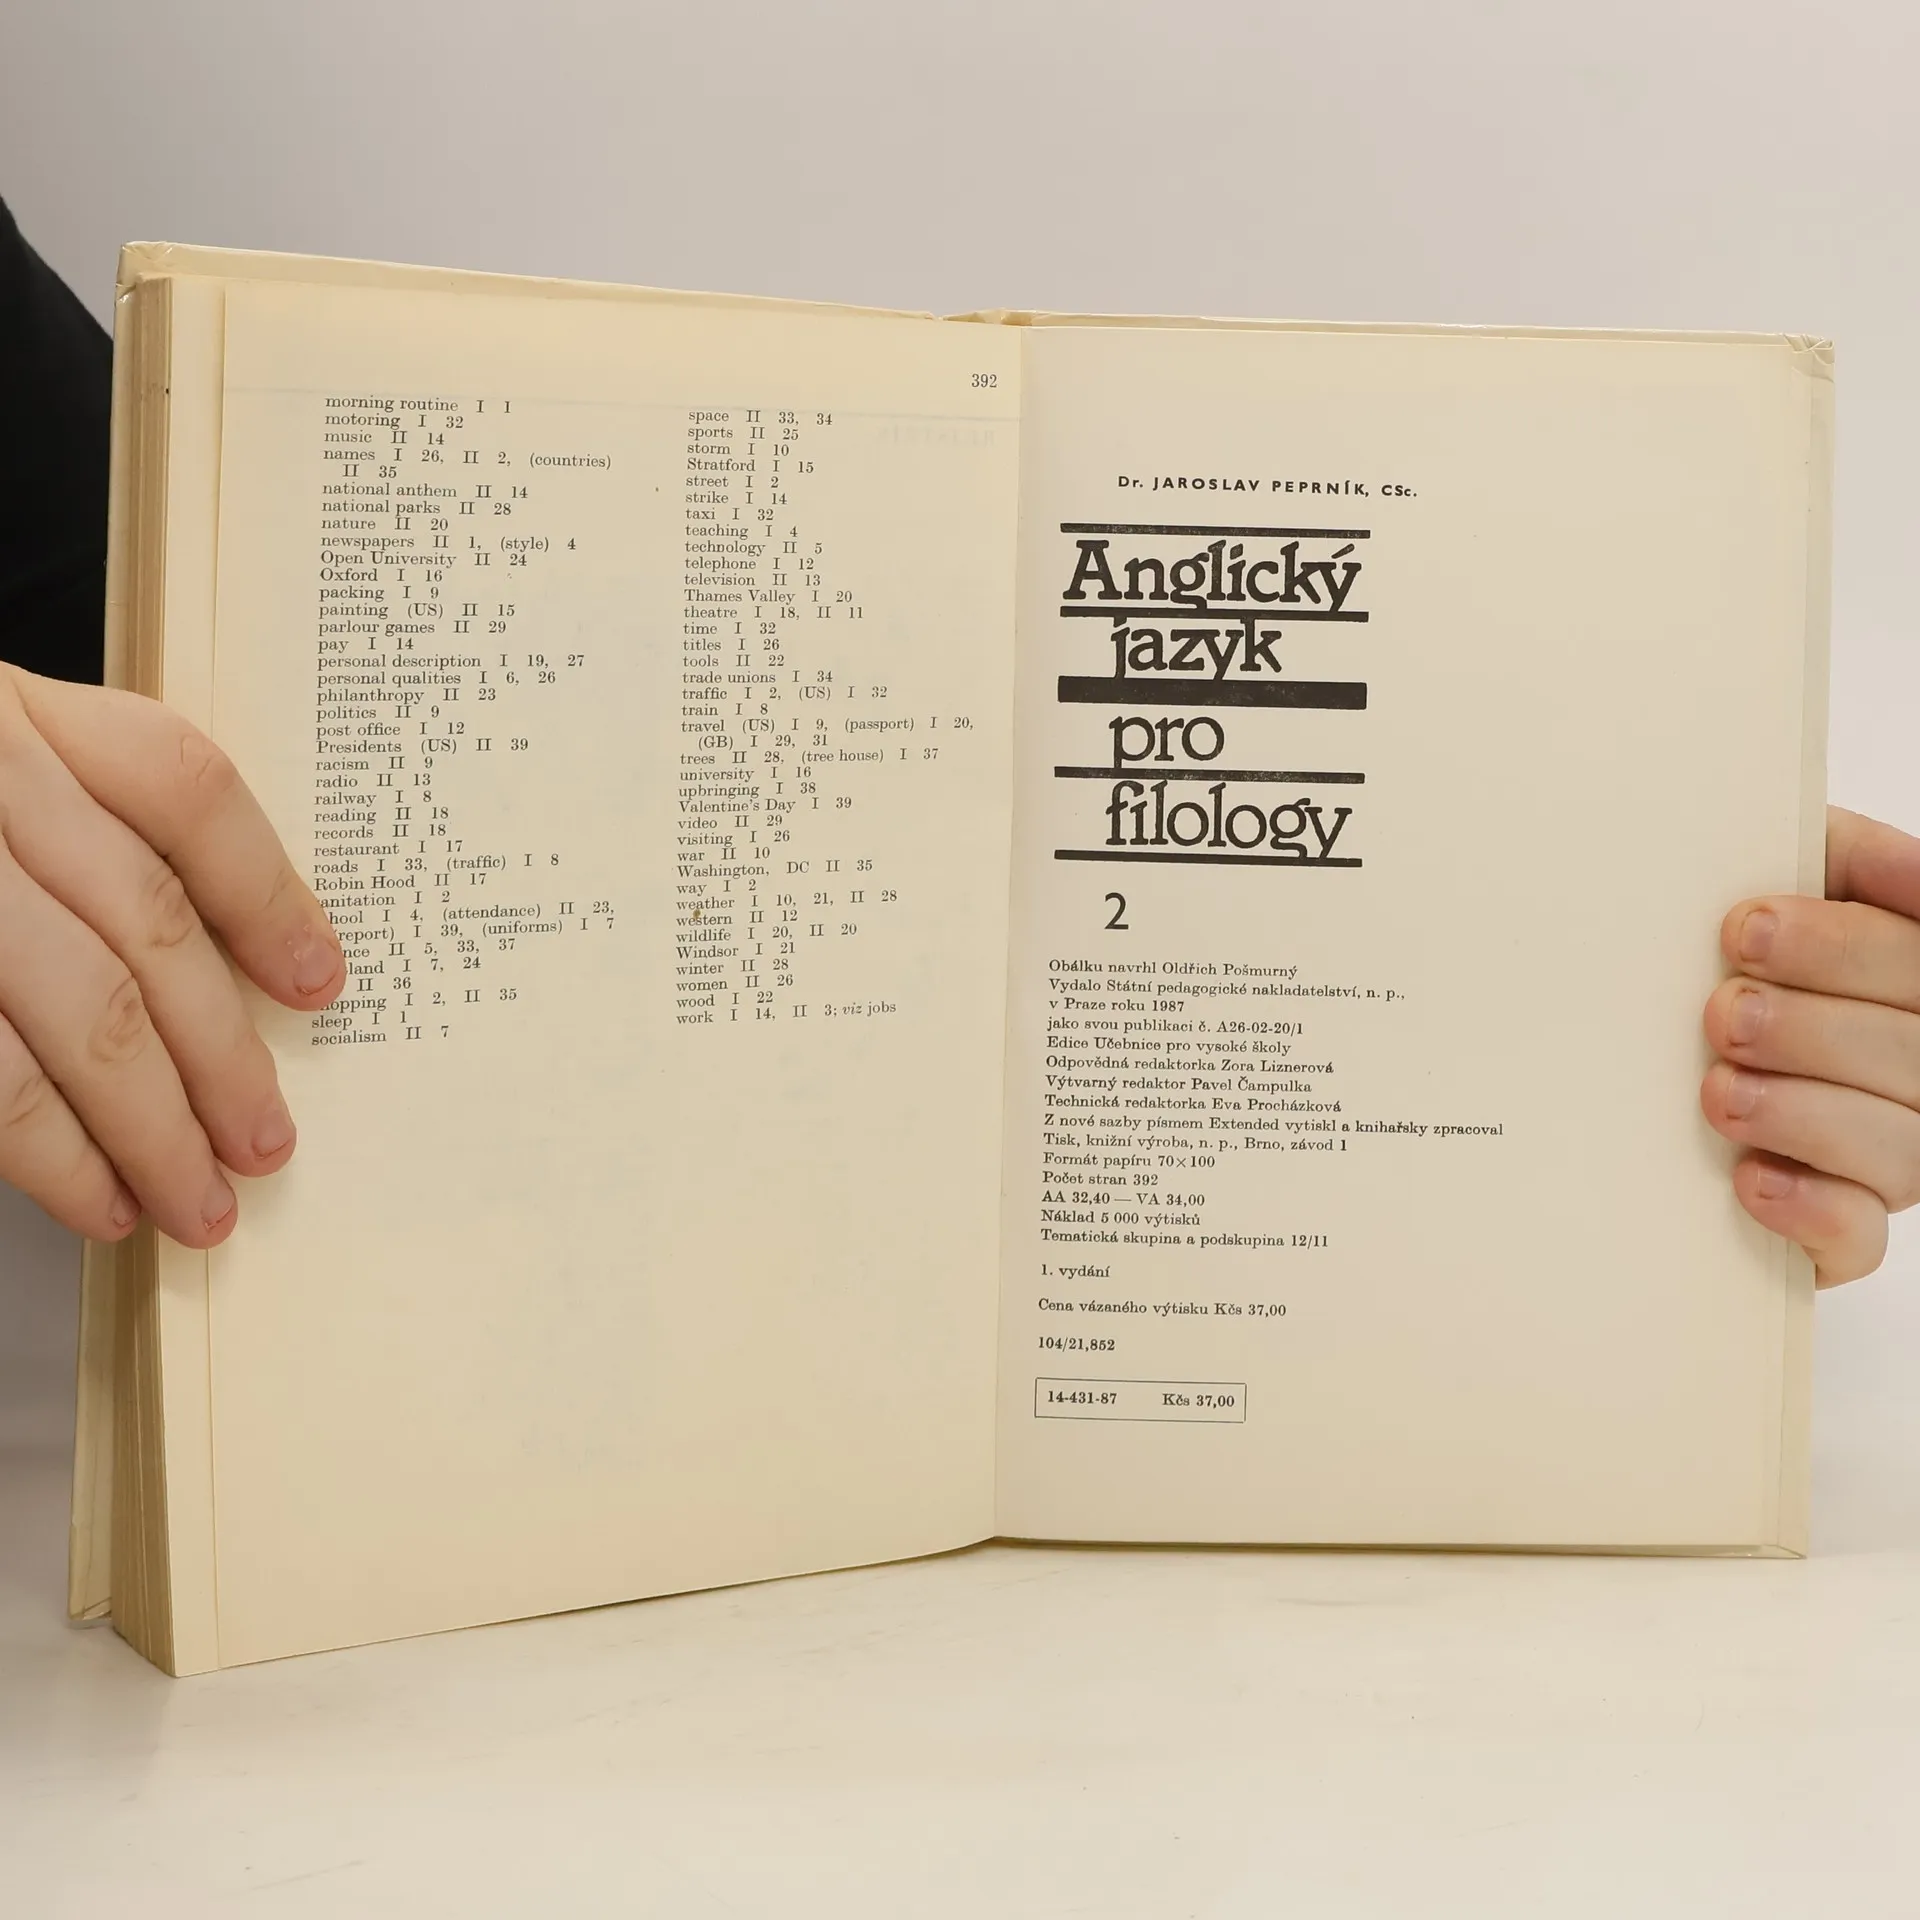 392
morning routine I 1
motoring I 32
music II 14
names I 26, II 2, (countries)
II 35
national anthem II 14
national parks II 28
nature II 20
newspapers II 1, (style) 4
Open University II 24
Oxford I 16
packing I 9
painting (US) II 15
parlour games II 29
pay I 14
personal description I 19, 27
personal qualities I 6, 26
philanthropy II 23
politics II 9
post office I 12
Presidents (US) II 39
racism II 9
radio II 13
railway I 8
reading II 18
records II 18
restaurant I 17
roads I 33, (traffic) I 8
Robin Hood II 17
anitation I 2
hool I 4, (attendance) II 23,
report) I 39, (uniforms) I 7
nce II 5, 33, 37
land I 7, 24
II 36
hopping I 2, II 35
sleep I 1
socialism II 7
space II 33, 34
sports II 25
storm I 10
Stratford I 15
street I 2
strike I 14
taxi I 32
teaching I 4
technology II 5
telephone I 12
television II 13
Thames Valley I 20
theatre I 18, II 11
time I 32
titles I 26
tools II 22
trade unions I 34
traffic I 2, (US) I 32
train I 8
travel (US) I 9, (passport) I 20,
(GB) I 29, 31
trees II 28, (tree house) I 37
university I 16
upbringing I 38
Valentine's Day I 39
video II 29
visiting I 26
war II 10
Washington, DC II 35
way I 2
weather I 10, 21, II 28
western II 12
wildlife I 20, II 20
Windsor I 21
winter II 28
women II 26
wood I 22
work I 14, II 3; viz jobs
Dr. JAROSLAV PEPRNÍK, CSc.
Anglický
jazyk
pro
filology
2
Obálku navrhl Oldřich Pošmurný
Vydalo Státní pedagogické nakladatelství, n. p.,
v Praze roku 1987
jako svou publikaci č. A26-02-20/1
Edice Učebnice pro vysoké školy
Odpovědná redaktorka Zora Liznerová
Výtvarný redaktor Pavel Čampulka
Technická redaktorka Eva Procházková
Z nové sazby písmem Extended vytiskl a knihařsky zpracoval
Tisk, knižní výroba, n. p., Brno, závod 1
Formát papíru 70×100
Počet stran 392
AA 32,40 — VA 34,00
Náklad 5 000 výtisků
Tematická skupina a podskupina 12/11
1. vydání
Cena vázaného výtisku Kčs 37,00
104/21,852
14-431-87 Kčs 37,00